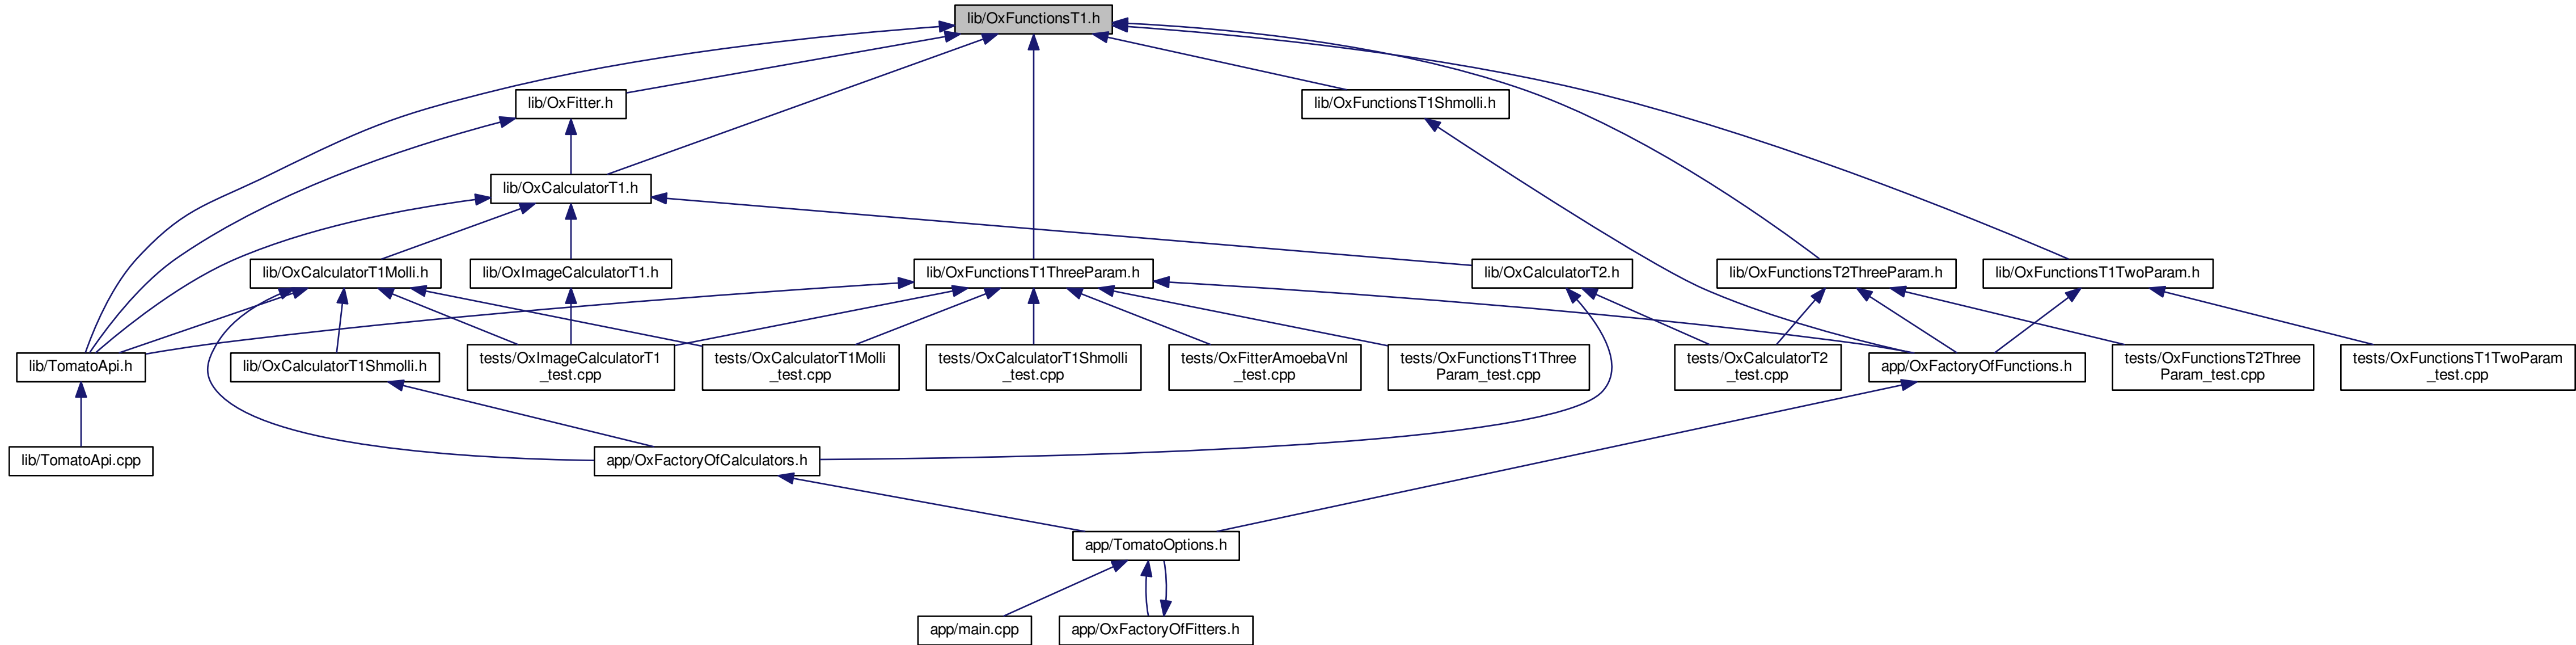 lib/OxFunctionsT1.h
lib/OxFitter.h
lib/OxFunctionsT1Shmolli.h
lib/OxCalculatorT1.h
lib/OxCalculatorT1Molli.h
lib/OxImageCalculatorT1.h
lib/OxFunctionsT1ThreeParam.h
lib/OxCalculatorT2.h
lib/OxFunctionsT2ThreeParam.h
lib/OxFunctionsT1TwoParam.h
lib/TomatoApi.h
lib/OxCalculatorT1Shmolli.h
tests/OxImageCalculatorT1
_test.cpp
tests/OxCalculatorT1Molli
_test.cpp
tests/OxCalculatorT1Shmolli
_test.cpp
tests/OxFitterAmoebaVnl
_test.cpp
tests/OxFunctionsT1Three
Param_test.cpp
tests/OxCalculatorT2
_test.cpp
app/OxFactoryOfFunctions.h
tests/OxFunctionsT2Three
Param_test.cpp
tests/OxFunctionsT1TwoParam
_test.cpp
lib/TomatoApi.cpp
app/OxFactoryOfCalculators.h
app/TomatoOptions.h
app/main.cpp
app/OxFactoryOfFitters.h